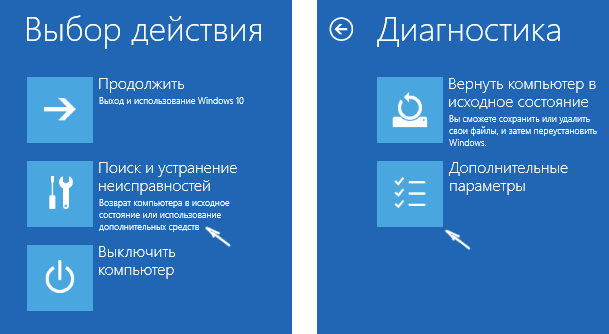 Выбор действия
Продолжить
Выход и использование Windows 10
Поиск и устранение
неисправностей
Возврат компьютера в исходное
состояние или использование
дополнительных средств
Выключить
компьютер
Диагностика
Вернуть компьютер в
исходное состояние
Вы сможете сохранить или удалить
свои файлы, и затем переустановить
Windows.
Дополнительные
параметры